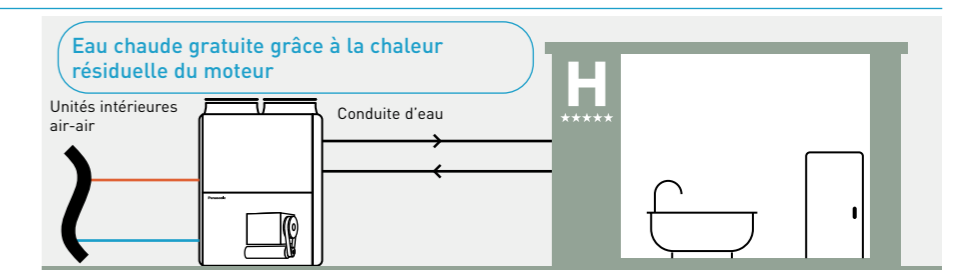 Eau chaude gratuite grâce à la chaleur
résiduelle du moteur
Unités intérieures
air-air
Conduite d'eau
H
★★★★★
Panasonic